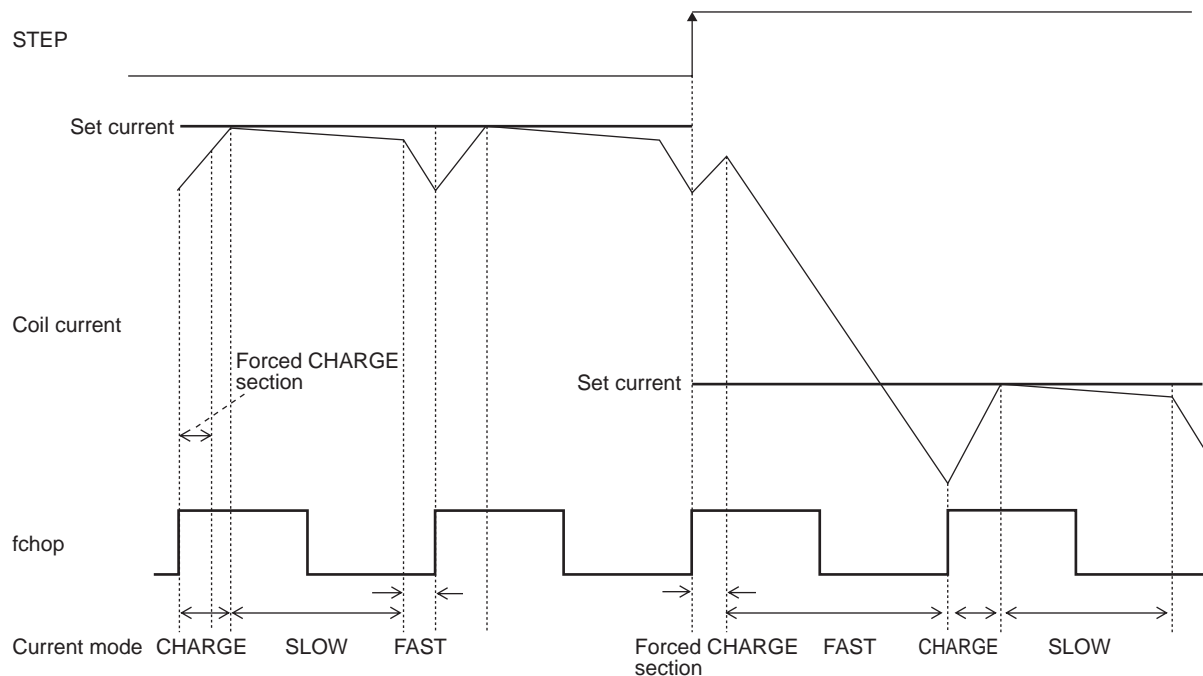 STEP
Set current
Coil current
Forced CHARGE
section
Set current
fchop
Current mode CHARGE SLOW FAST Forced CHARGE FAST CHARGE SLOW
section